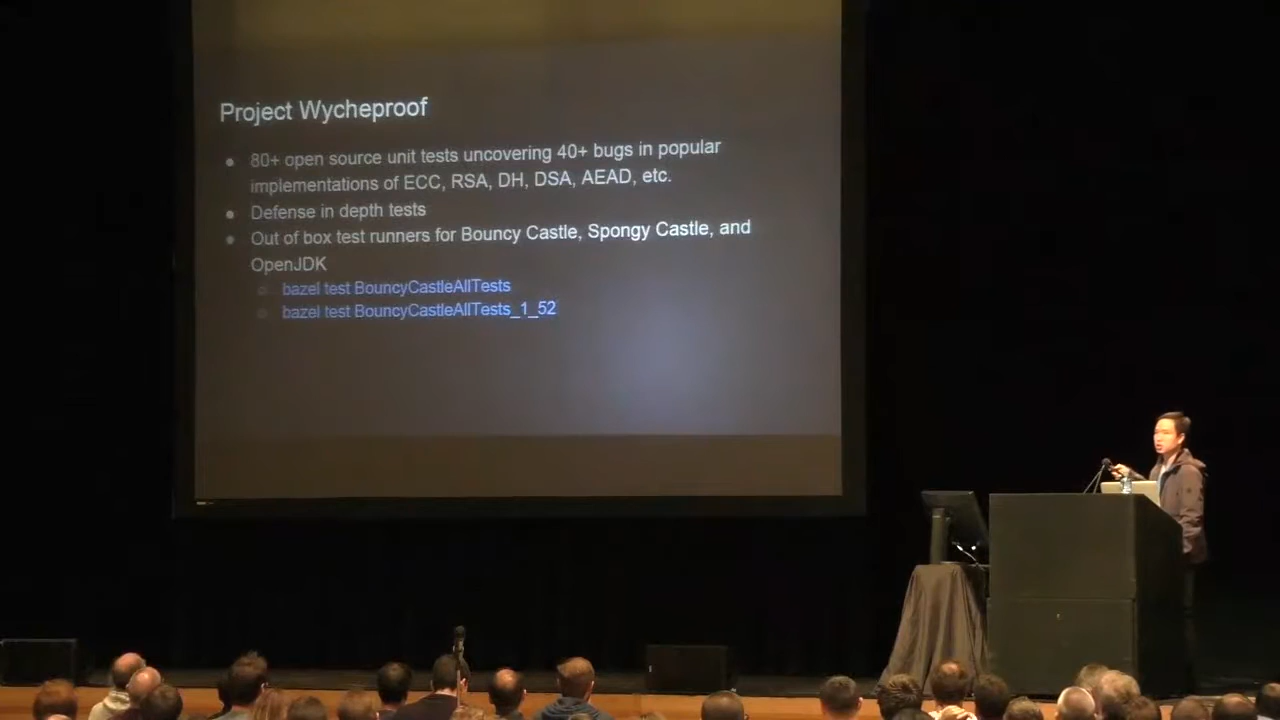 Project Wycheproof
● 80+ open source unit tests uncovering 40+ bugs in popular
implementations of ECC, RSA, DH, DSA, AEAD, etc.
● Defense in depth tests
● Out of box test runners for Bouncy Castle, Spongy Castle, and
OpenJDK
○ bazel test BouncyCastleAllTests
○ bazel test BouncyCastleAllTests_1_52